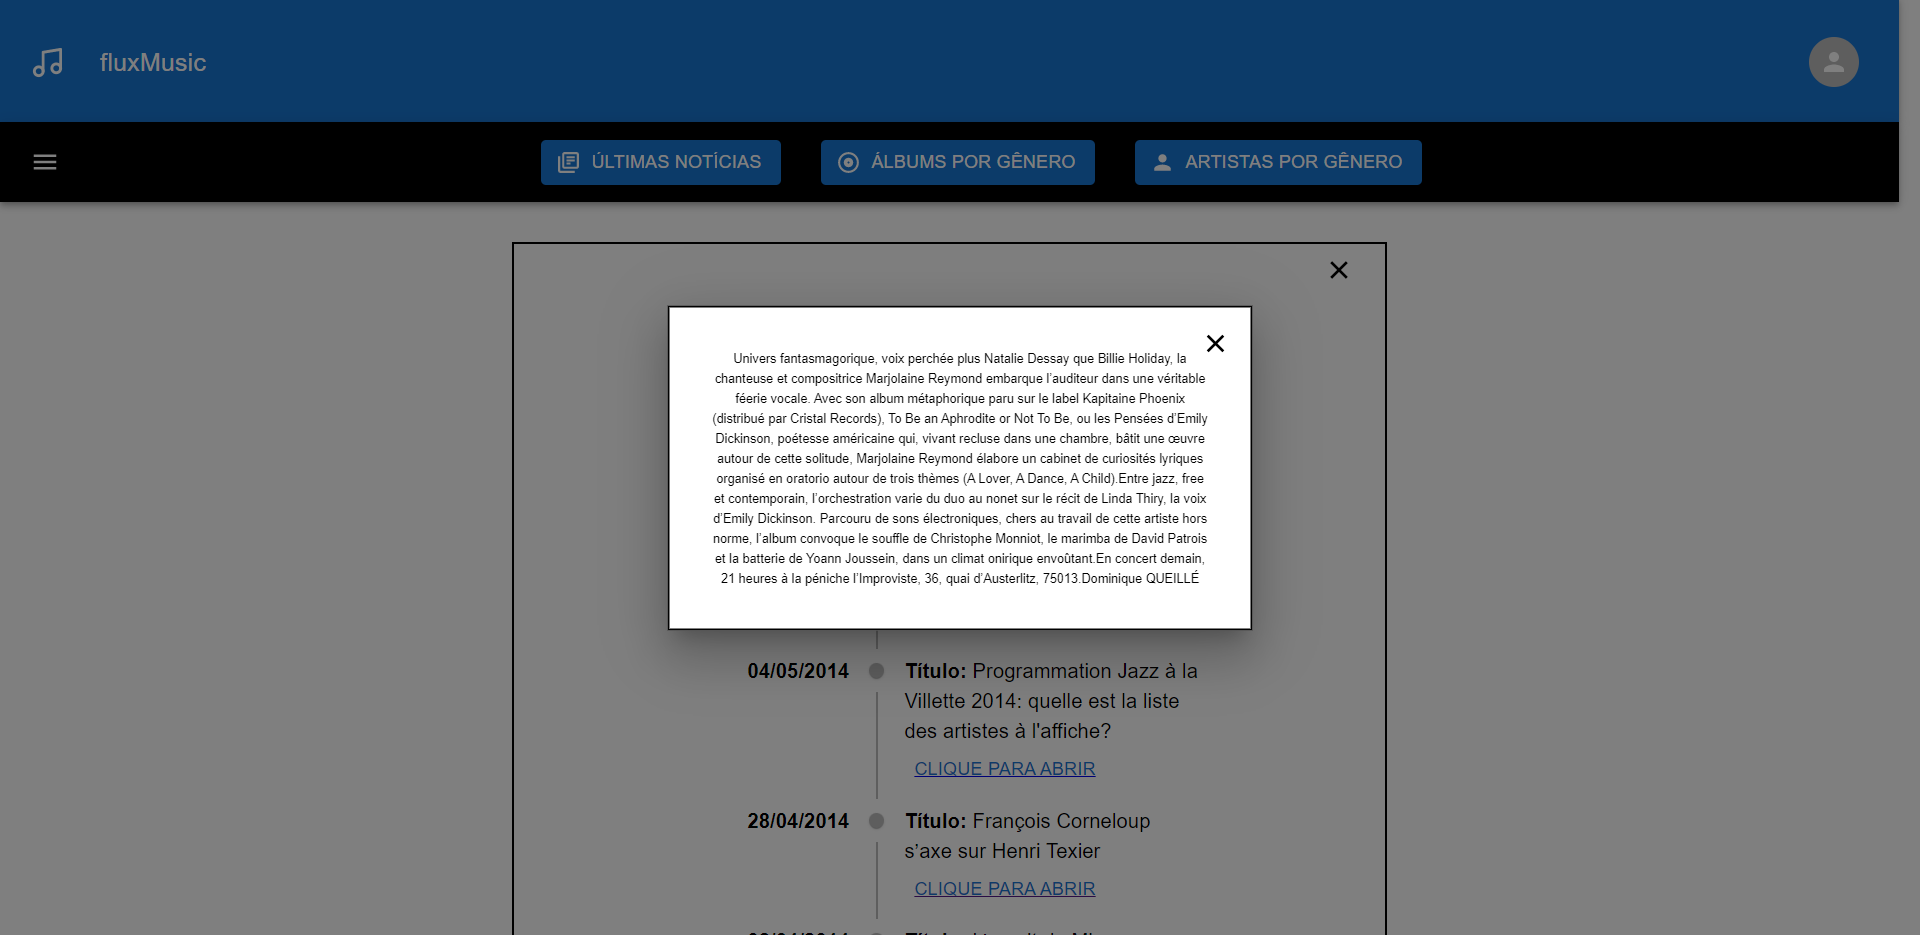 fluxMusic
ÚLTIMAS NOTÍCIAS
ÁLBUMS POR GÊNERO
ARTISTAS POR GÊNERO
Univers fantasmagorique, voix perchée plus Natalie Dessay que Billie Holiday, la
chanteuse et compositrice Marjolaine Reymond embarque l’auditeur dans une véritable
féerie vocale. Avec son album métaphorique paru sur le label Kapitaine Phoenix
(distribué par Cristal Records), To Be an Aphrodite or Not To Be, ou les Pensées d’Emily
Dickinson, poétesse américaine qui, vivant recluse dans une chambre, bâtit une œuvre
autour de cette solitude, Marjolaine Reymond élabore un cabinet de curiosités lyriques
organisé en oratorio autour de trois thèmes (A Lover, A Dance, A Child).Entre jazz, free
et contemporain, l’orchestration varie du duo au nonet sur le récit de Linda Thiry, la voix
d’Emily Dickinson. Parcouru de sons électroniques, chers au travail de cette artiste hors
norme, l’album convoque le souffle de Christophe Monniot, le marimba de David Patrois
et la batterie de Yoann Joussein, dans un climat onirique envoûtant.En concert demain,
21 heures à la péniche l’Improviste, 36, quai d’Austerlitz, 75013.Dominique QUEILLÉ
04/05/2014
Título: Programmation Jazz à la
Villette 2014: quelle est la liste
des artistes à l'affiche?
CLIQUE PARA ABRIR
28/04/2014
Título: François Corneloup
s’axe sur Henri Texier
CLIQUE PARA ABRIR